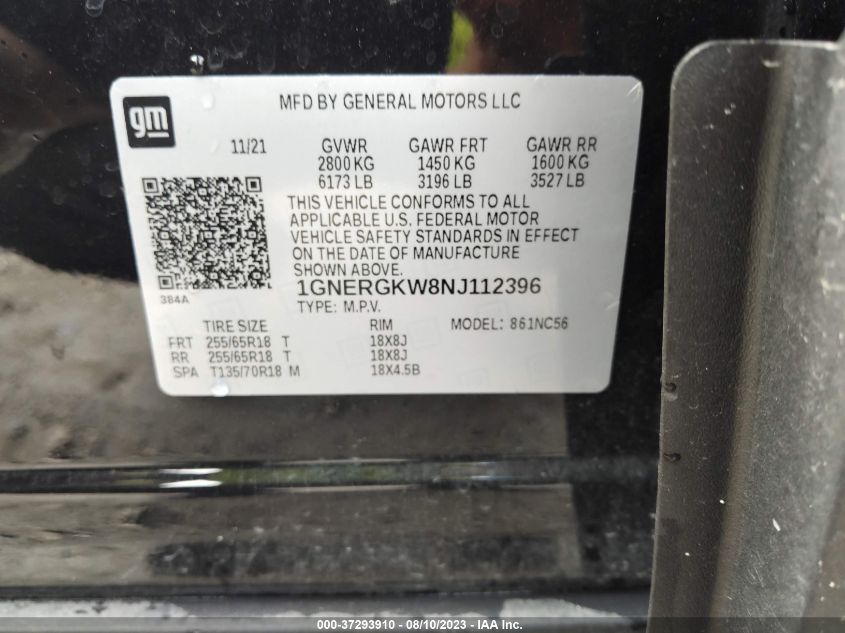 gm
MFD BY GENERAL MOTORS LLC
11/21 GVWR GAWR FRT GAWR RR
2800 KG 1450 KG 1600 KG
6173 LB 3196 LB 3527 LB
THIS VEHICLE CONFORMS TO ALL
APPLICABLE U.S. FEDERAL MOTOR
VEHICLE SAFETY STANDARDS IN EFFECT
ON THE DATE OF MANUFACTURE
SHOWN ABOVE.
1GNERGKW8NJ112396
384A
TYPE: M.P.V.
TIRE SIZE RIM MODEL: 861NC56
FRT 255/65R18 T 18X8J
RR 255/65R18 T 18X8J
SPA T135/70R18 M 18X4.5B
000-37293910 - 08/10/2023 - IAA Inc.